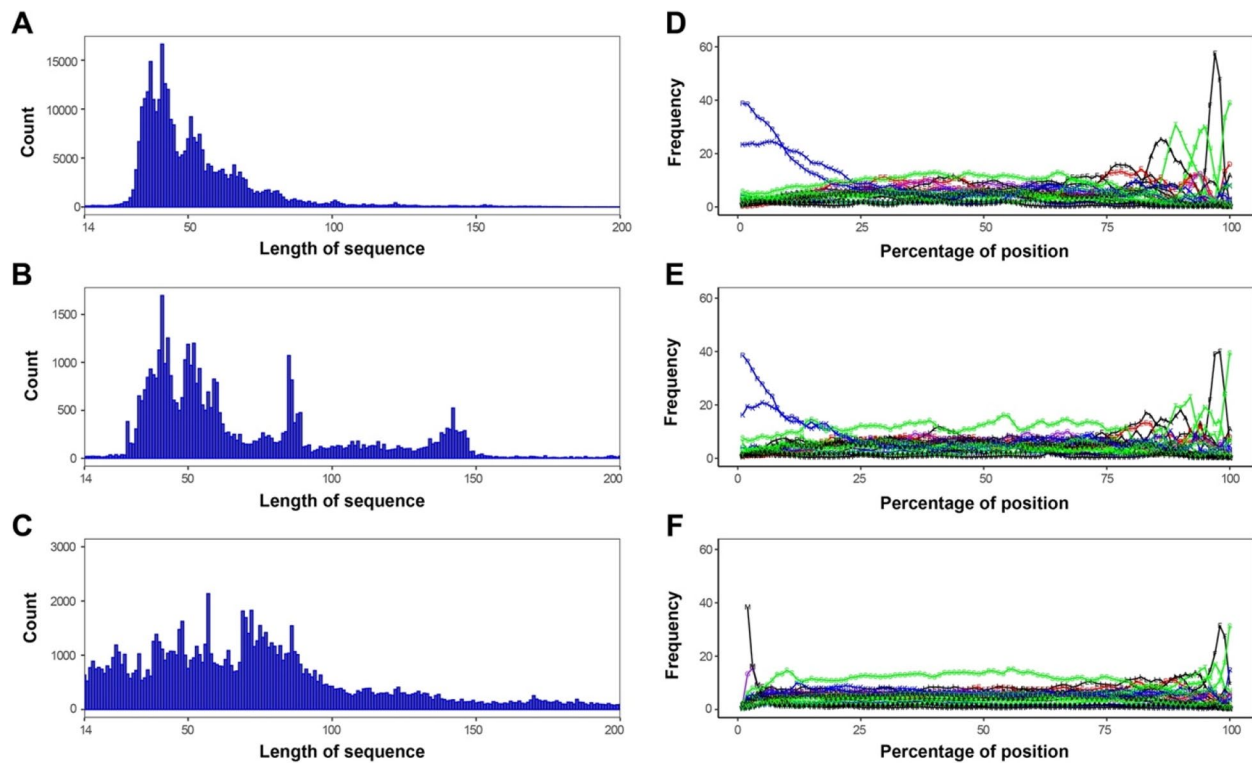 A
15000
10000
5000
0
Count
14
50
100
150
200
Length of sequence
D
60
40
20
0
Frequency
0
25
50
75
100
Percentage of position
B
1500
1000
500
0
Count
14
50
100
150
200
Length of sequence
E
60
40
20
0
Frequency
0
25
50
75
100
Percentage of position
C
3000
2000
1000
0
Count
14
50
100
150
200
Length of sequence
F
60
40
20
0
Frequency
M
0
25
50
75
100
Percentage of position